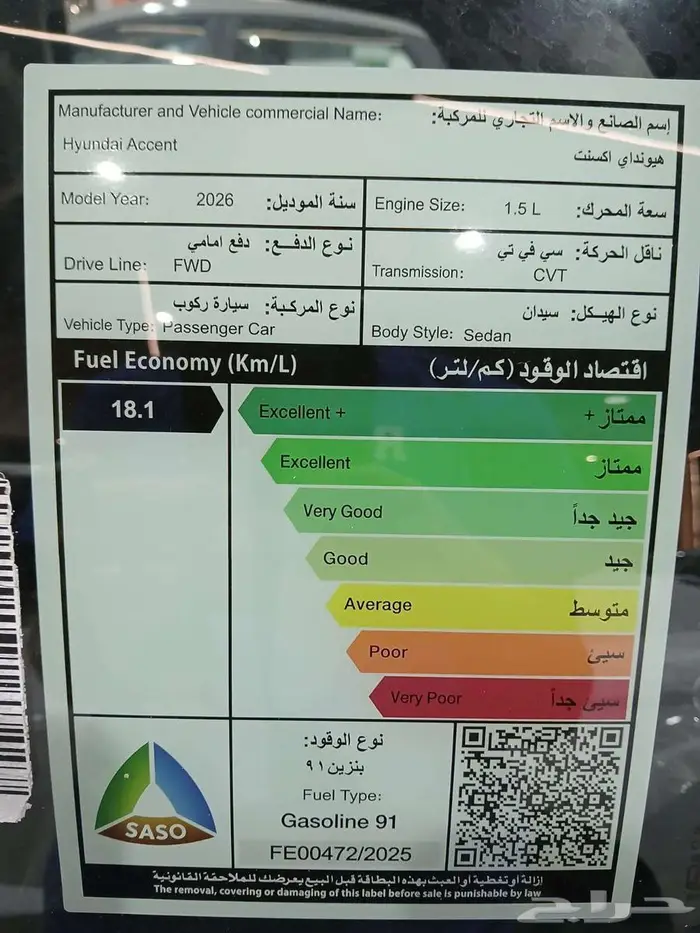 Manufacturer and Vehicle commercial Name: إسم الصانع والاسم التجاري للمركبة:
Hyundai Accent هيونداي اكسنت
Model Year: 2026 سنة الموديل:
Engine Size: 1.5 L سعة المحرك:
نوع الدفـــع: دفع امامي
Drive Line: FWD
ناقل الحركة: سي في تي
Transmission: CVT
نوع المركبة: سيارة ركوب
Vehicle Type: Passenger Car
نوع الهيـكل: سيدان
Body Style: Sedan
Fuel Economy (Km/L) اقتصاد الوقود (كم/لتر)
18.1
Excellent + ممتاز +
Excellent ممتاز
Very Good جيد جداً
Good جيد
Average متوسط
Poor سيئ
Very Poor سيئ جداً
SASO
نوع الوقود:
بنزين ٩١
Fuel Type:
Gasoline 91
FE00472/2025
إزالة أو تغطية أو العبث بهذه البطاقة قبل البيع يعرضك للملاحقة القانونية
The removal, covering or damaging of this label before sale is punishable by law
حراج